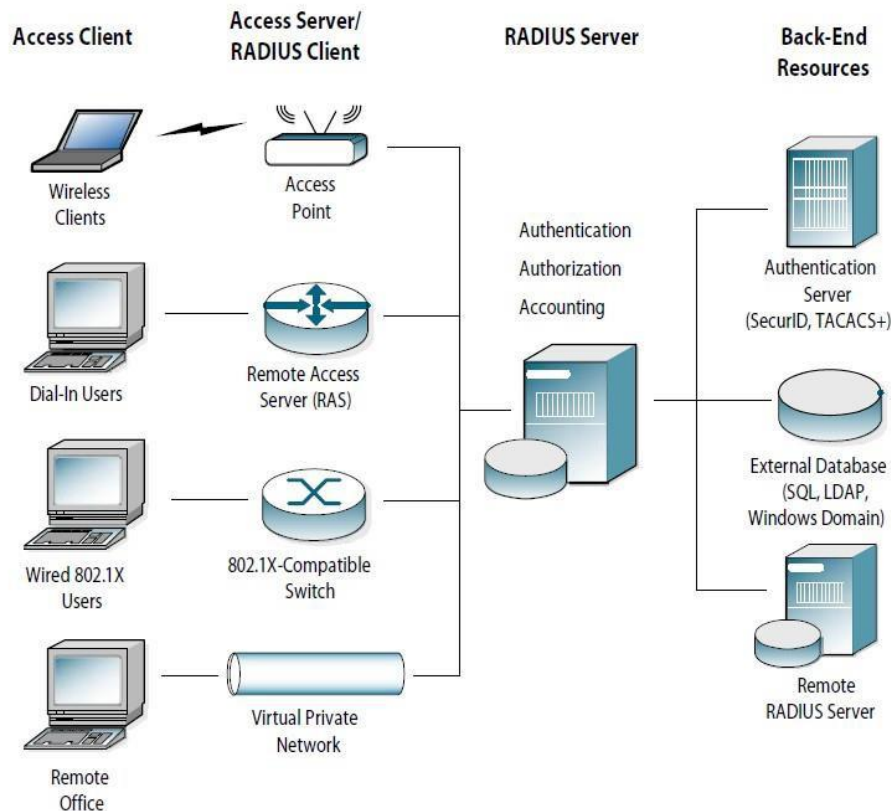 Access Client
Access Server/
RADIUS Client
RADIUS Server
Back-End
Resources
Wireless
Clients
Access
Point
Dial-In Users
Remote Access
Server (RAS)
Wired 802.1X
Users
802.1X-Compatible
Switch
Remote
Office
Virtual Private
Network
Authentication
Authorization
Accounting
Authentication
Server
(SecurID, TACACS+)
External Database
(SQL, LDAP,
Windows Domain)
Remote
RADIUS Server